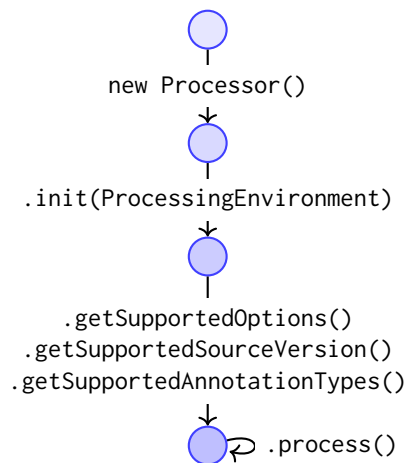 new Processor()
.init(ProcessingEnvironment)
.getSupportedOptions()
.getSupportedSourceVersion()
.getSupportedAnnotationTypes()
.process()